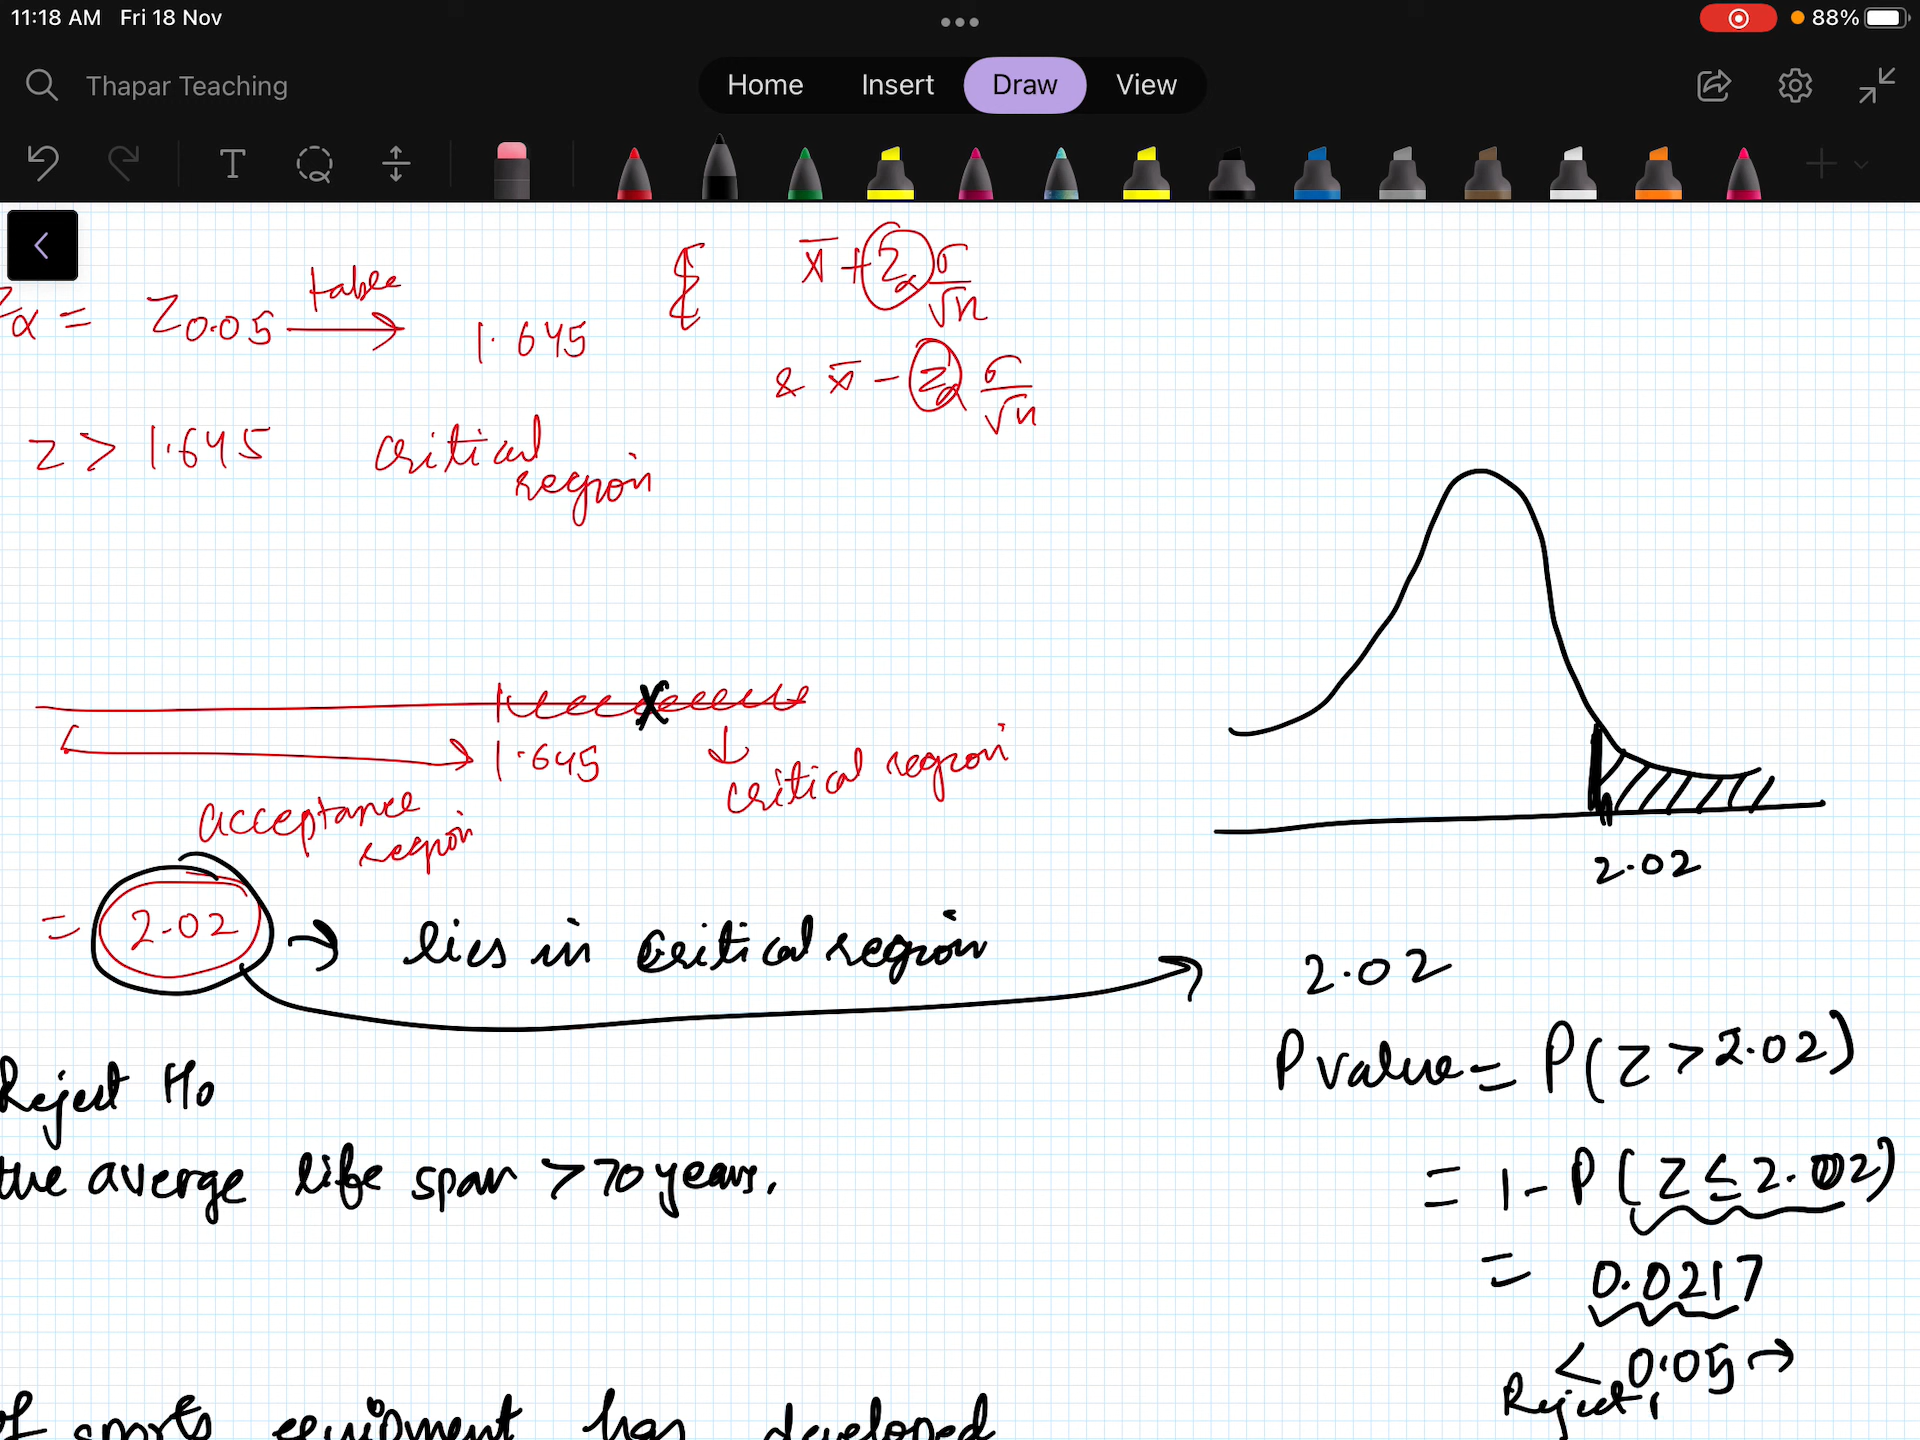 11:18 AM Fri 18 Nov
88%
Thapar Teaching
Home Insert Draw View
T
Zα = Z0.05 table → 1.645
x̄ + Zα σ/√n
& x̄ - Zα σ/√n
z > 1.645 critical region
1.645
critical region
acceptance region
2.02
= 2.02 → lies in critical region
Reject H0
the averge life span > 70 years.
2.02
P value = P(Z > 2.02)
= 1 - P(Z ≤ 2.02)
= 0.0217
< 0.05 →
Reject
of sports equipment has developed